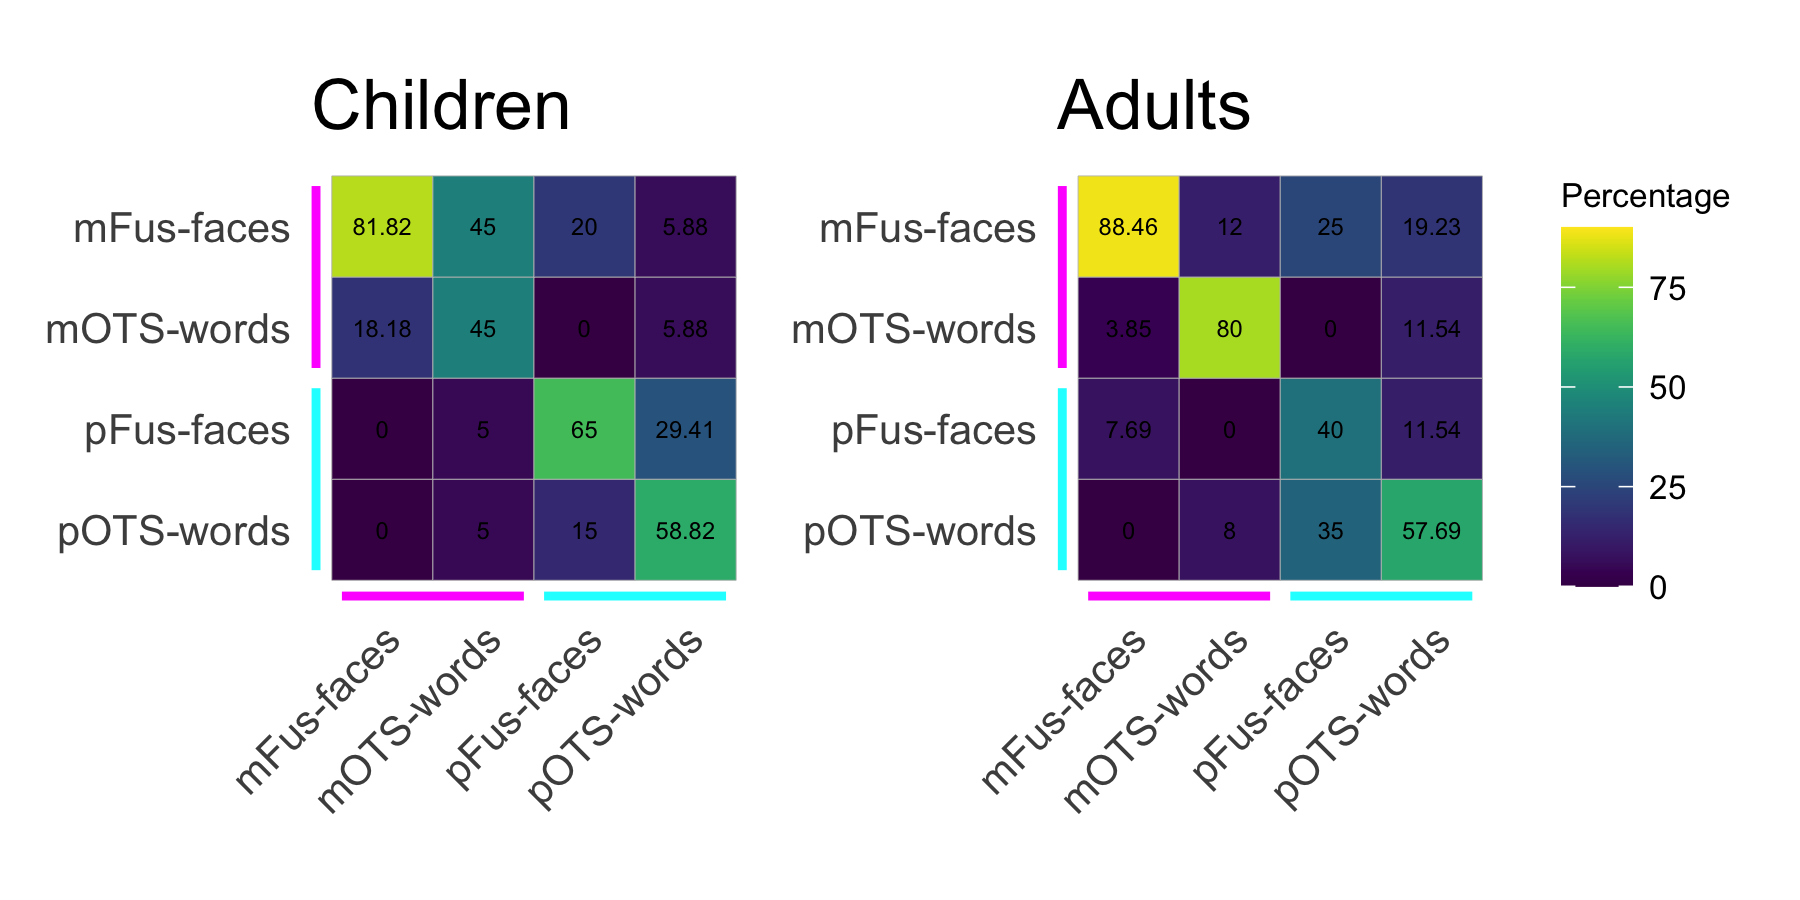 Children
Adults
mFus-faces 81.82 45 20 5.88
mOTS-words 18.18 45 0 5.88
pFus-faces 0 5 65 29.41
pOTS-words 0 5 15 58.82
mFus-faces
mOTS-words
pFus-faces
pOTS-words
mFus-faces 88.46 12 25 19.23
mOTS-words 3.85 80 0 11.54
pFus-faces 7.69 0 40 11.54
pOTS-words 0 8 35 57.69
mFus-faces
mOTS-words
pFus-faces
pOTS-words
Percentage
75
50
25
0